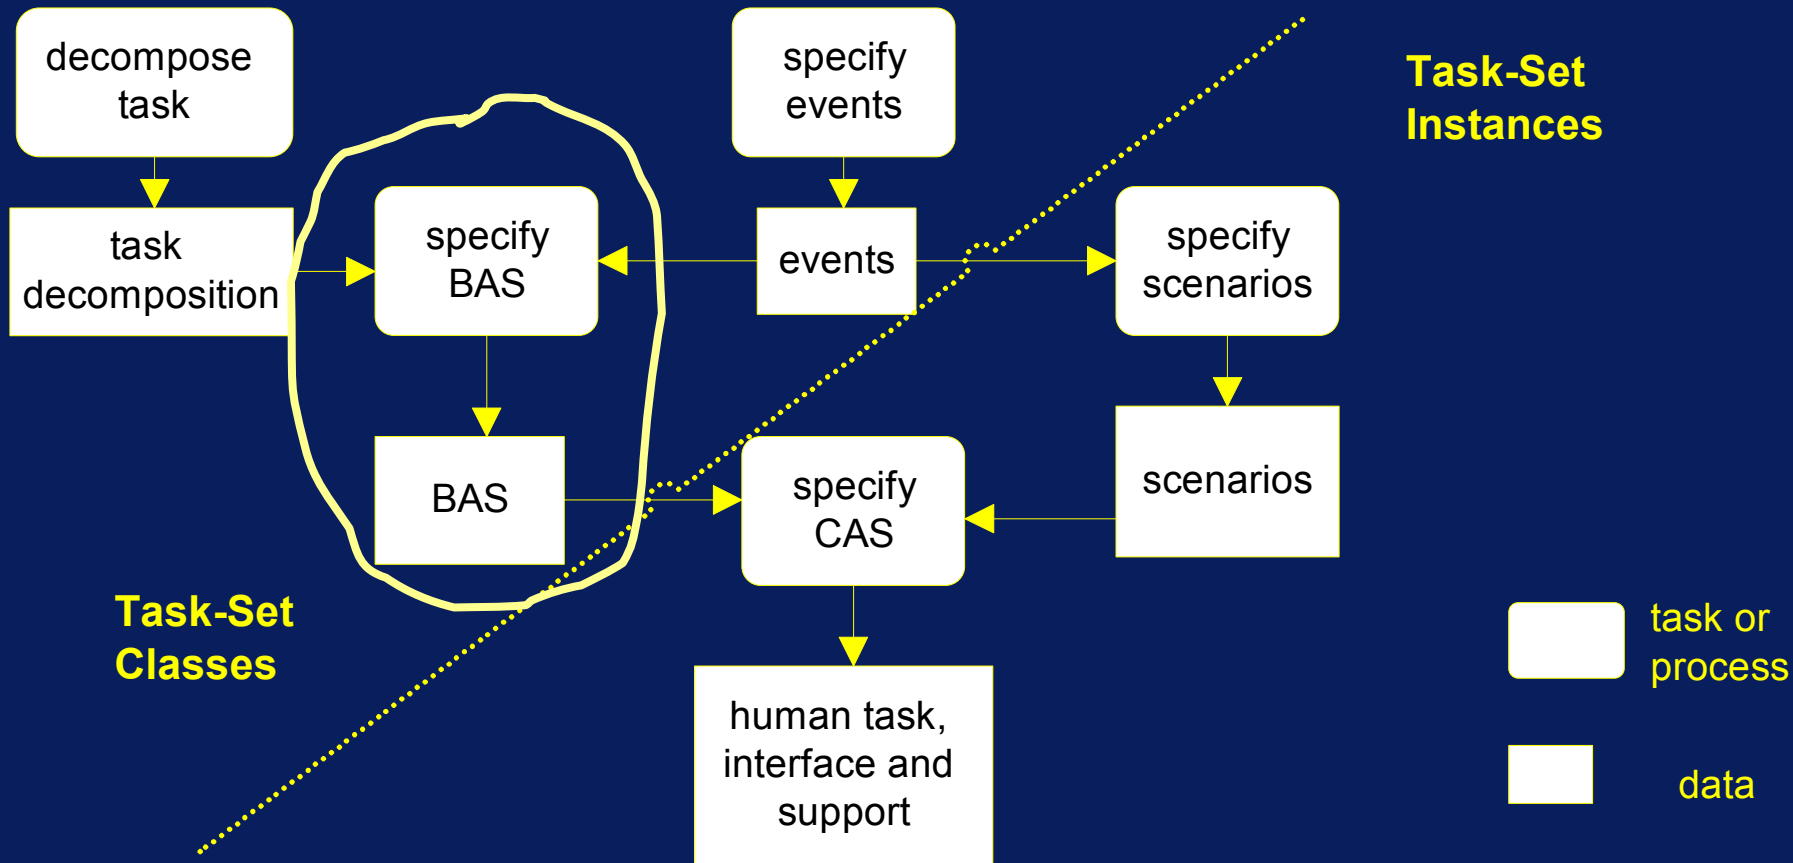 decompose
task
specify
events
Task-Set
Instances
task
decomposition
specify
BAS
events
specify
scenarios
BAS
specify
CAS
scenarios
Task-Set
Classes
human task,
interface and
support
task or
process
data